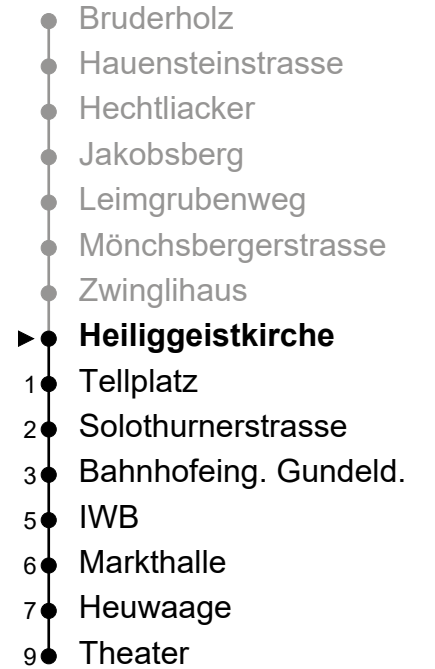 Bruderholz
Hauensteinstrasse
Hechtliacker
Jakobsberg
Leimgrubenweg
Mönchsbergerstrasse
Zwinglihaus
Heiliggeistkirche
1 Tellplatz
2 Solothurnerstrasse
3 Bahnhofeing. Gundeld.
5 IWB
6 Markthalle
7 Heuwaage
9 Theater